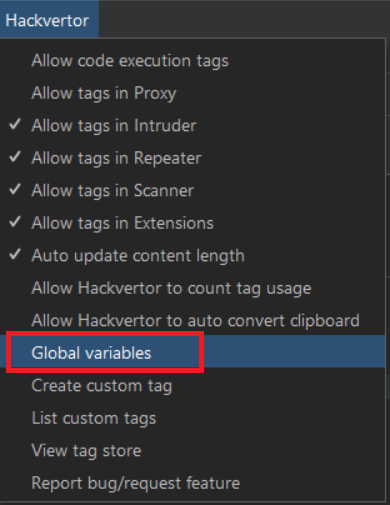 Hackvertor
Allow code execution tags
Allow tags in Proxy
Allow tags in Intruder
Allow tags in Repeater
Allow tags in Scanner
Allow tags in Extensions
Auto update content length
Allow Hackvertor to count tag usage
Allow Hackvertor to auto convert clipboard
Global variables
Create custom tag
List custom tags
View tag store
Report bug/request feature